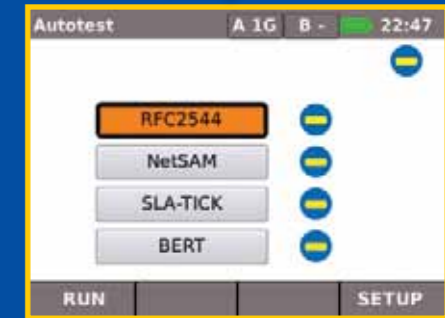 Autotest A 1G B - 22:47
RFC2544
NetSAM
SLA-TICK
BERT
RUN SETUP